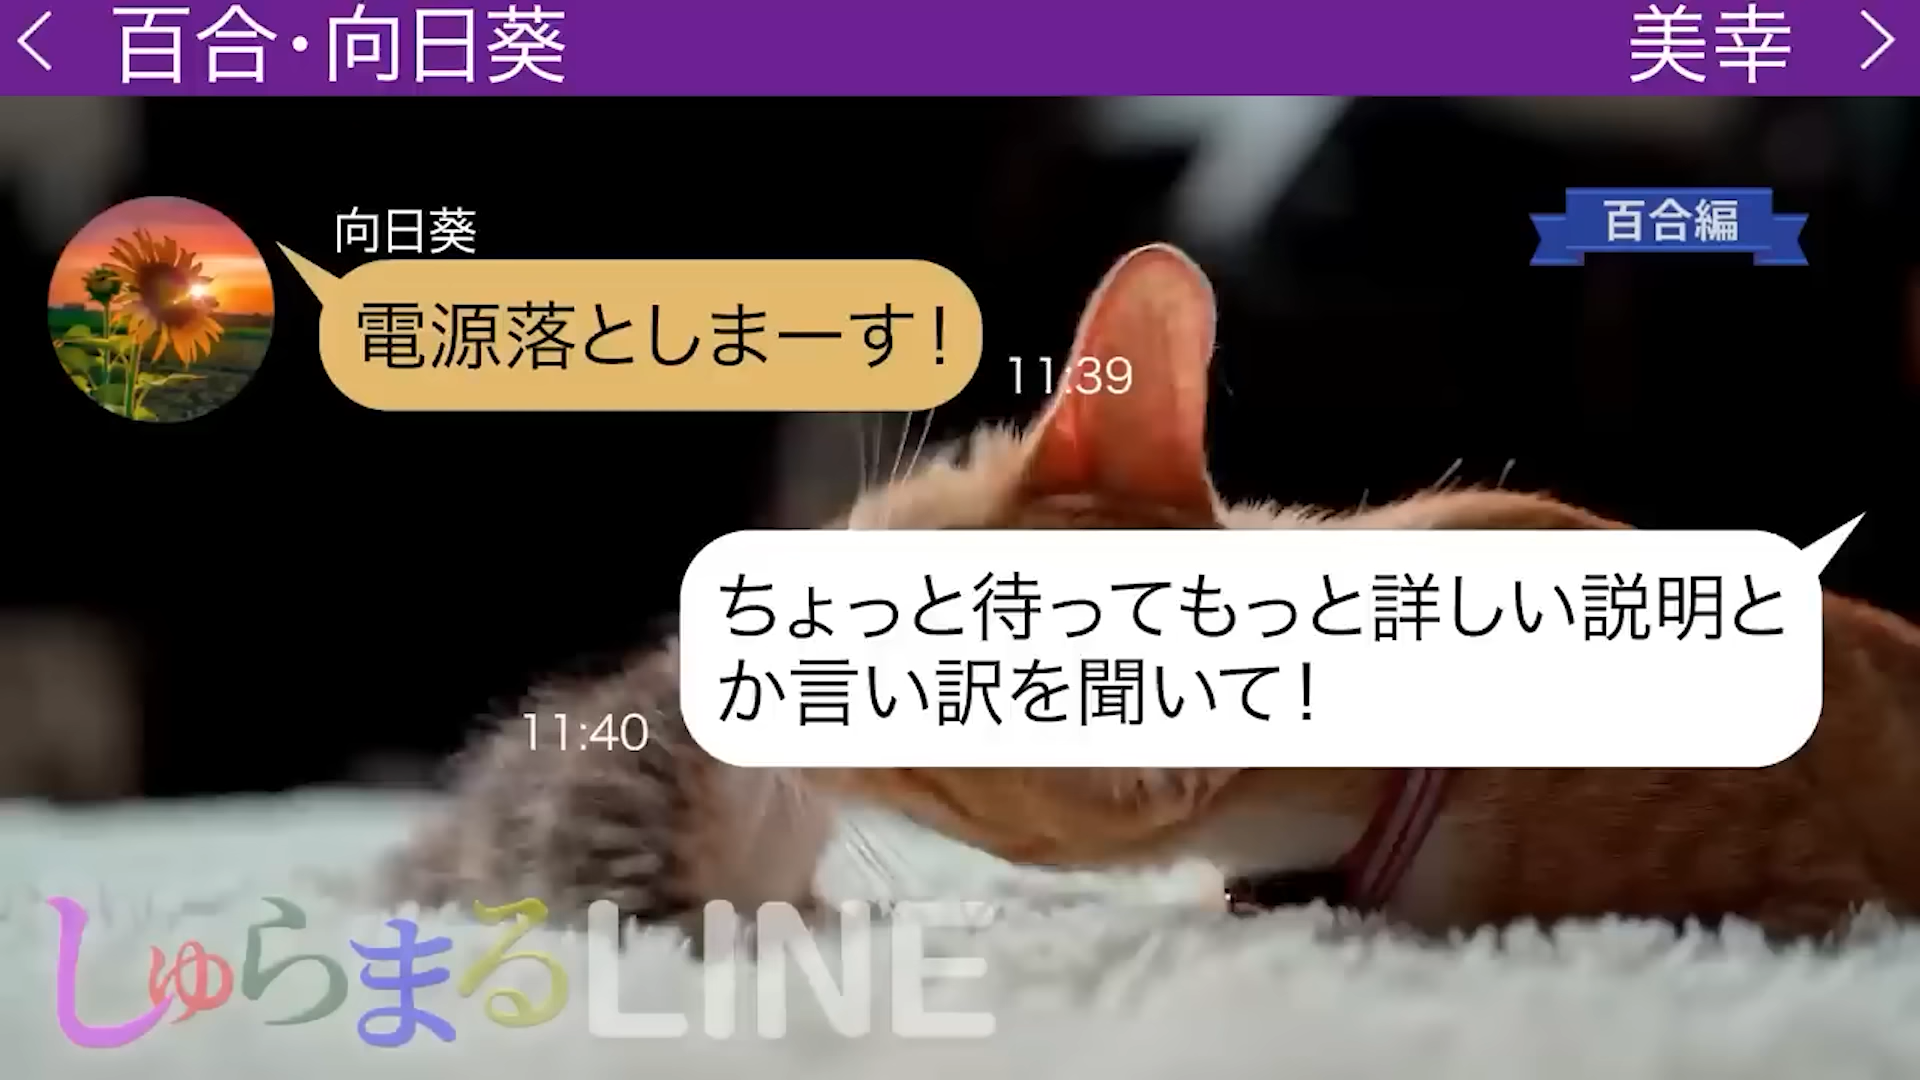 百合・向日葵
美幸
向日葵
百合編
電源落としまーす!
11:39
ちょっと待ってもっと詳しい説明と
か言い訳を聞いて!
11:40
しゅらまるLINE